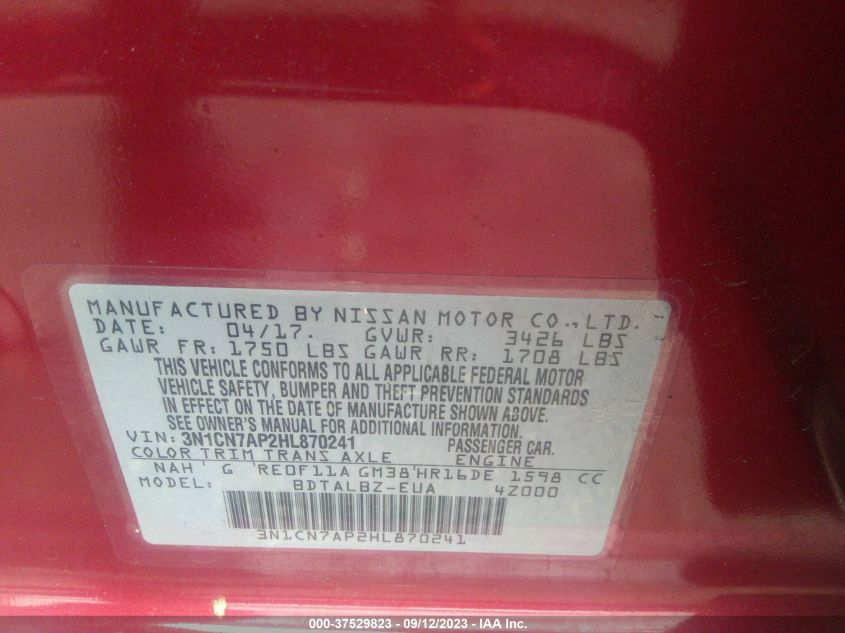 MANUFACTURED BY NISSAN MOTOR CO., LTD.
DATE: 04/17. GVWR: 3426 LBS
GAWR FR: 1750 LBS GAWR RR: 1708 LBS
THIS VEHICLE CONFORMS TO ALL APPLICABLE FEDERAL MOTOR
VEHICLE SAFETY, BUMPER AND THEFT PREVENTION STANDARDS
IN EFFECT ON THE DATE OF MANUFACTURE SHOWN ABOVE.
SEE OWNER'S MANUAL FOR ADDITIONAL INFORMATION.
VIN: 3N1CN7AP2HL870241 PASSENGER CAR.
COLOR TRIM TRANS AXLE ENGINE
NAH G RE0F11A GM38 HR16DE 1598 CC
MODEL: BDTALBZ-EUA 4Z000
3N1CN7AP2HL870241
000-37529823 - 09/12/2023 - IAA Inc.